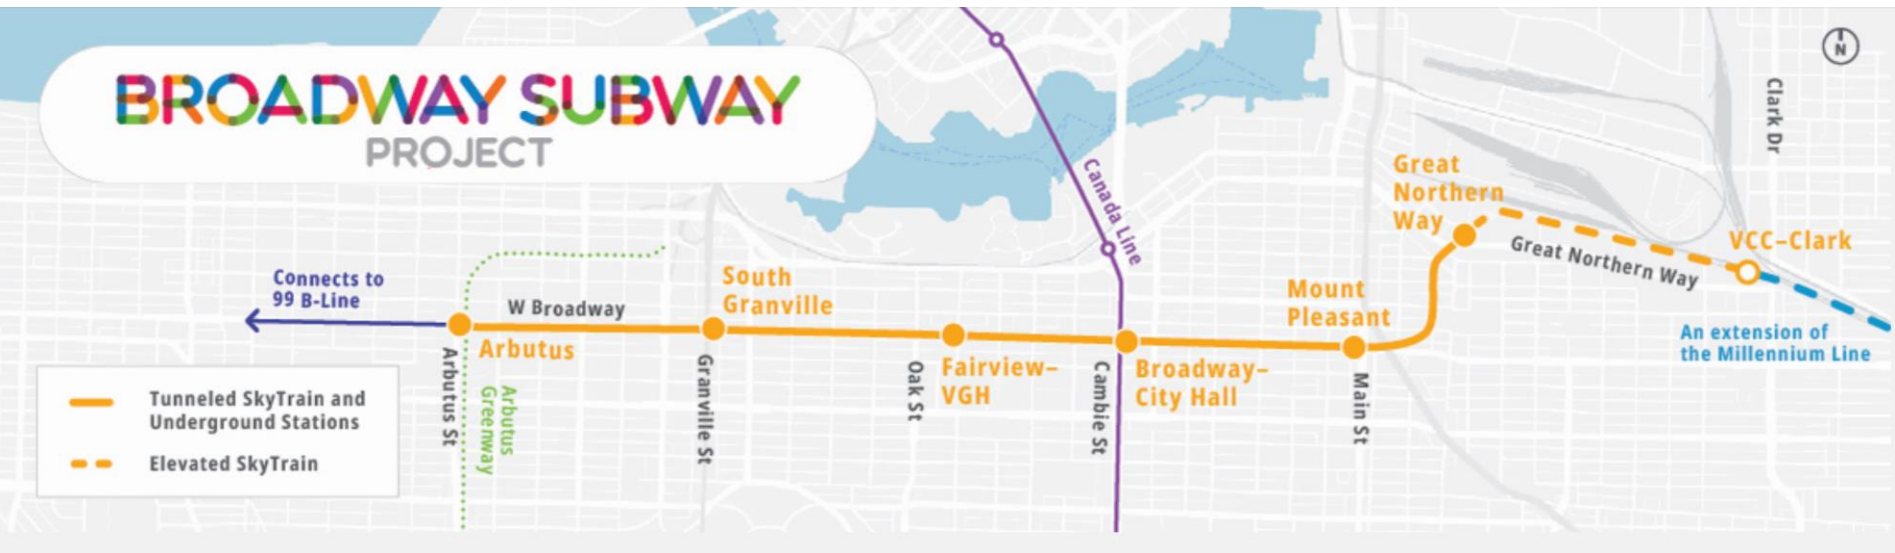 BROADWAY SUBWAY
PROJECT
N
Clark Dr
Canada Line
Great
Northern
Way
VCC–Clark
Great Northern Way
Connects to
99 B-Line
W Broadway
South
Granville
Mount
Pleasant
An extension of
the Millennium Line
Arbutus
Fairview–
VGH
Broadway–
City Hall
Arbutus St
Arbutus
Greenway
Granville St
Oak St
Cambie St
Main St
Tunneled SkyTrain and
Underground Stations
Elevated SkyTrain